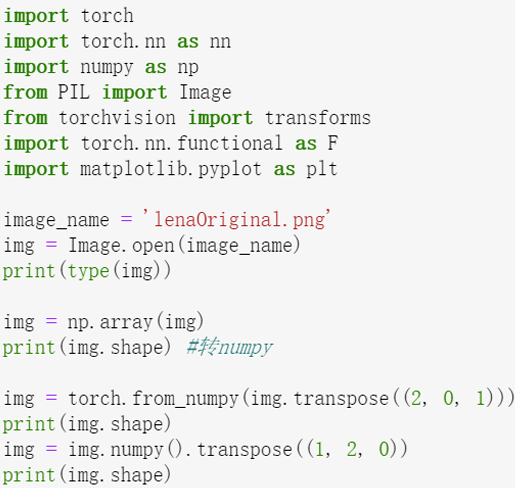 import torch
import torch.nn as nn
import numpy as np
from PIL import Image
from torchvision import transforms
import torch.nn.functional as F
import matplotlib.pyplot as plt
image_name = 'lenaOriginal.png'
img = Image.open(image_name)
print(type(img))
img = np.array(img)
print(img.shape) #转numpy
img = torch.from_numpy(img.transpose((2, 0, 1)))
print(img.shape)
img = img.numpy().transpose((1, 2, 0))
print(img.shape)